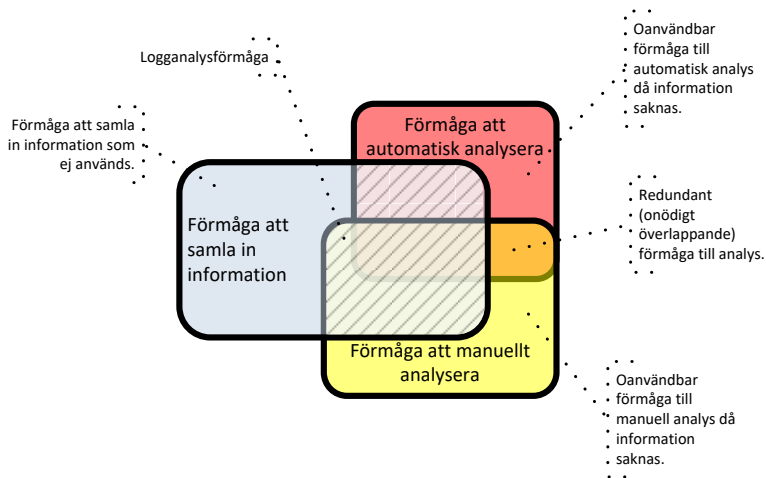 Logganalysförmåga
Oanvändbar
förmåga till
automatisk analys
då information
saknas.
Förmåga att samla
in information som
ej används.
Förmåga att
automatisk analysera
Redundant
(onödigt
överlappande)
förmåga till analys.
Förmåga att
samla in
information
Förmåga att manuellt
analysera
Oanvändbar
förmåga till
manuell analys då
information
saknas.